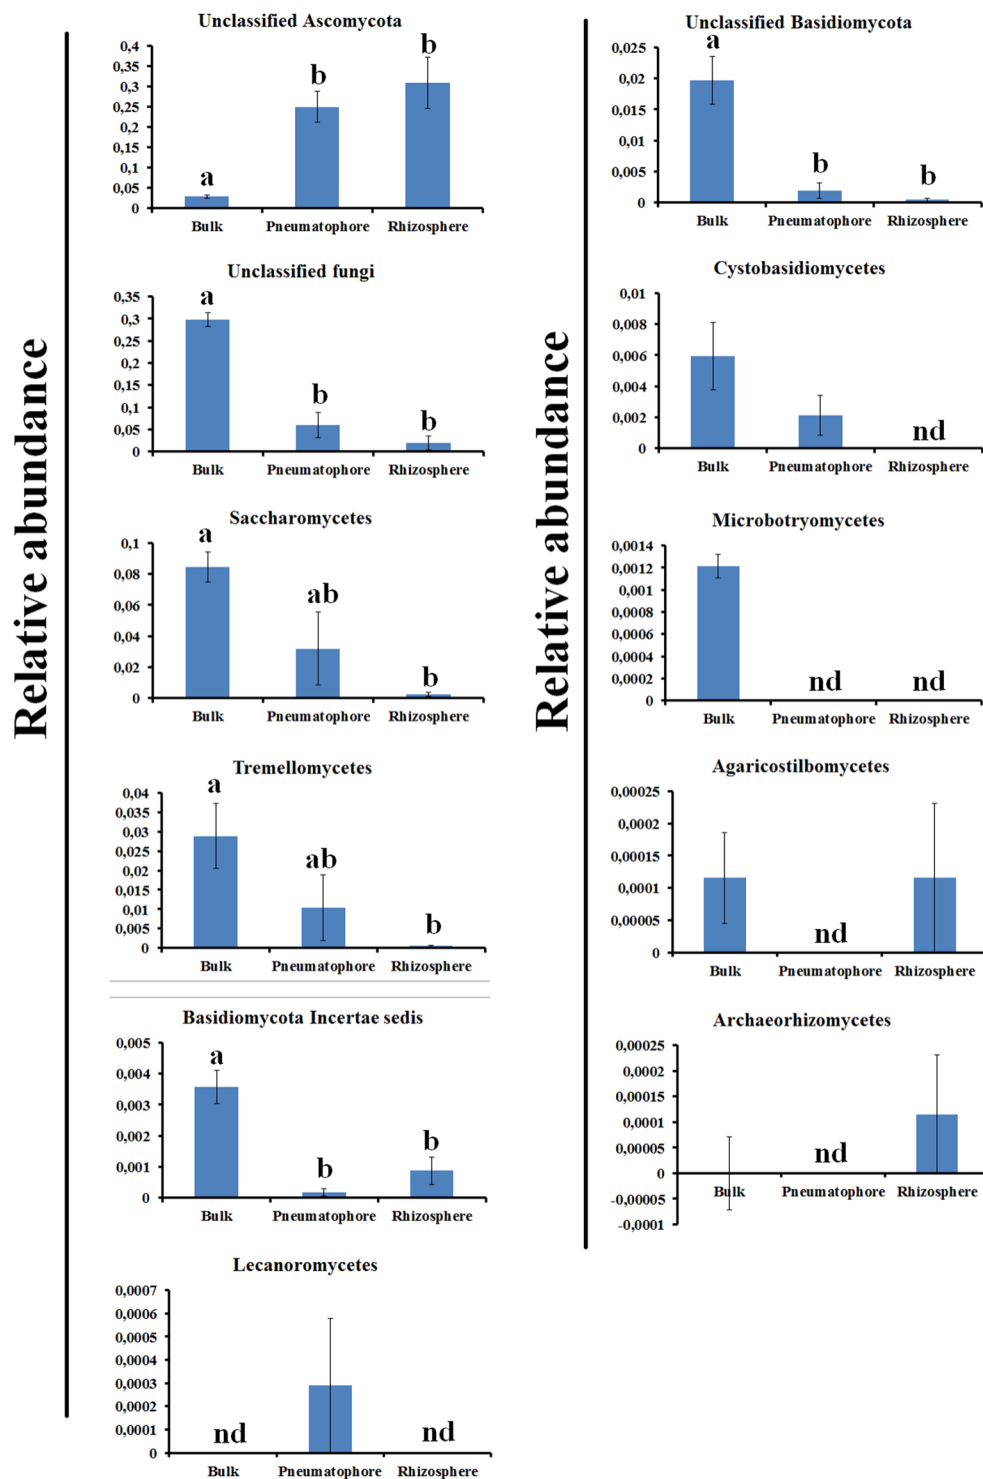 Relative abundance
Unclassified Ascomycota
0,4
0,35
0,3
0,25
0,2
0,15
0,1
0,05
0
a
b
b
Bulk Pneumatophore Rhizosphere
Unclassified fungi
0,35
0,3
0,25
0,2
0,15
0,1
0,05
0
a
b
b
Bulk Pneumatophore Rhizosphere
Saccharomycetes
0,1
0,08
0,06
0,04
0,02
0
a
ab
b
Bulk Pneumatophore Rhizosphere
Tremellomycetes
0,04
0,035
0,03
0,025
0,02
0,015
0,01
0,005
0
a
ab
b
Bulk Pneumatophore Rhizosphere
Basidiomycota Incertae sedis
0,005
0,004
0,003
0,002
0,001
0
a
b
b
Bulk Pneumatophore Rhizosphere
Lecanoromycetes
0,0007
0,0006
0,0005
0,0004
0,0003
0,0002
0,0001
0
nd
nd
Bulk Pneumatophore Rhizosphere
Relative abundance
Unclassified Basidiomycota
0,025
0,02
0,015
0,01
0,005
0
a
b
b
Bulk Pneumatophore Rhizosphere
Cystobasidiomycetes
0,01
0,008
0,006
0,004
0,002
0
nd
Bulk Pneumatophore Rhizosphere
Microbotryomycetes
0,0014
0,0012
0,001
0,0008
0,0006
0,0004
0,0002
0
nd
nd
Bulk Pneumatophore Rhizosphere
Agaricostilbomycetes
0,00025
0,0002
0,00015
0,0001
0,00005
0
nd
Bulk Pneumatophore Rhizosphere
Archaeorhizomycetes
0,00025
0,0002
0,00015
0,0001
0,00005
0
-0,00005
-0,0001
nd
Bulk Pneumatophore Rhizosphere